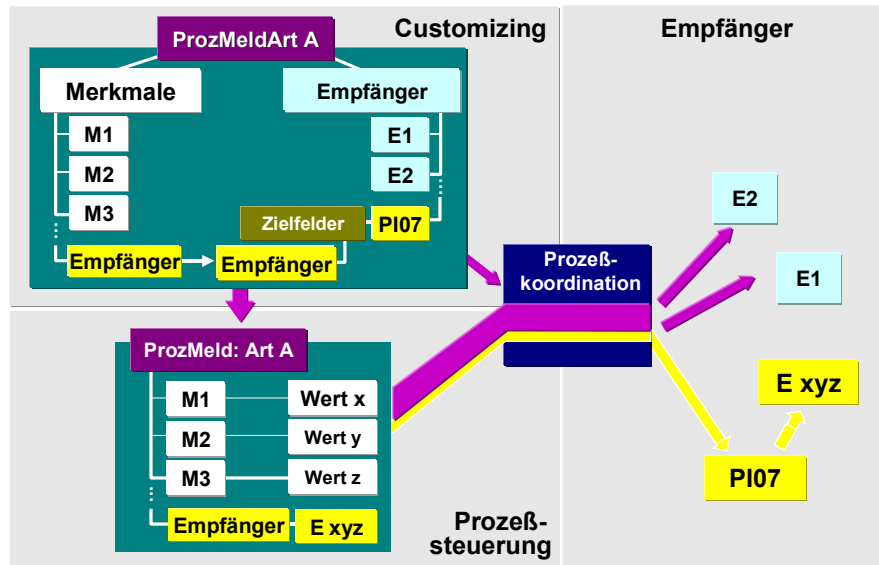 Customizing
Empfänger
ProzMeldArt A
Merkmale
Empfänger
M1
M2
M3
E1
E2
Zielfelder
PI07
Empfänger
Empfänger
Prozeß-
koordination
E2
E1
E xyz
PI07
ProzMeld: Art A
M1
Wert x
M2
Wert y
M3
Wert z
Empfänger
E xyz
Prozeß-
steuerung